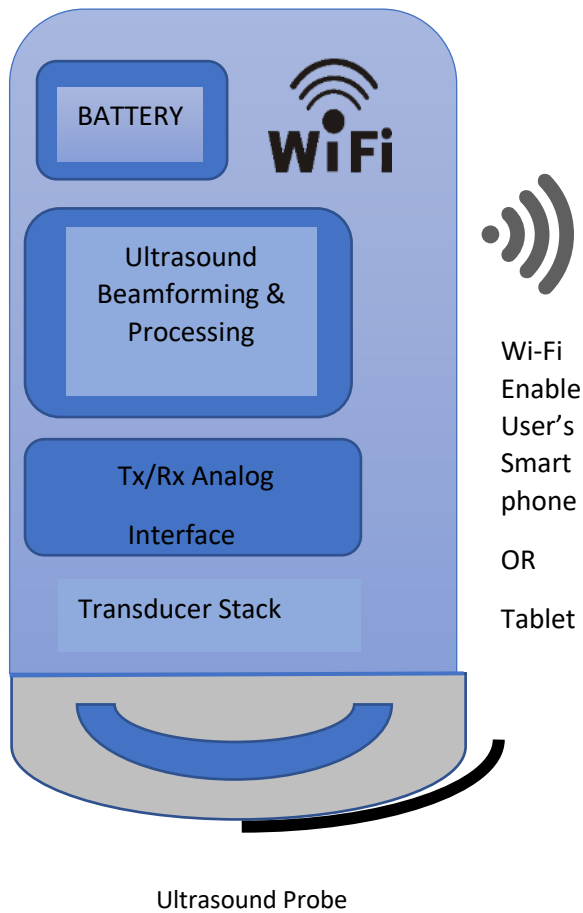 BATTERY
WiFi
Ultrasound
Beamforming &
Processing
Wi-Fi
Enable
User's
Smart
phone
OR
Tablet
Tx/Rx Analog
Interface
Transducer Stack
Ultrasound Probe